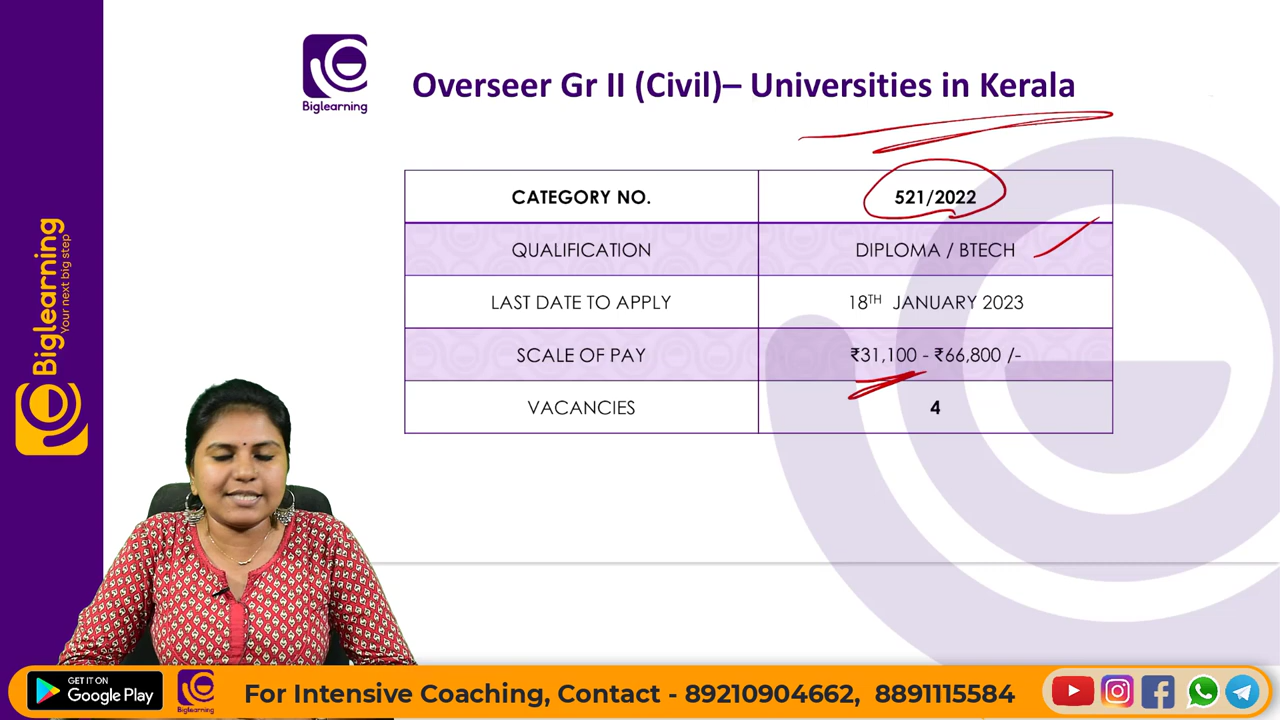 Biglearning
Overseer Gr II (Civil)– Universities in Kerala
CATEGORY NO. 521/2022
QUALIFICATION DIPLOMA / BTECH
LAST DATE TO APPLY 18TH JANUARY 2023
SCALE OF PAY ₹31,100 - ₹66,800 /-
VACANCIES 4
Biglearning
Your next big step
GET IT ON
Google Play
Biglearning
For Intensive Coaching, Contact - 89210904662, 8891115584